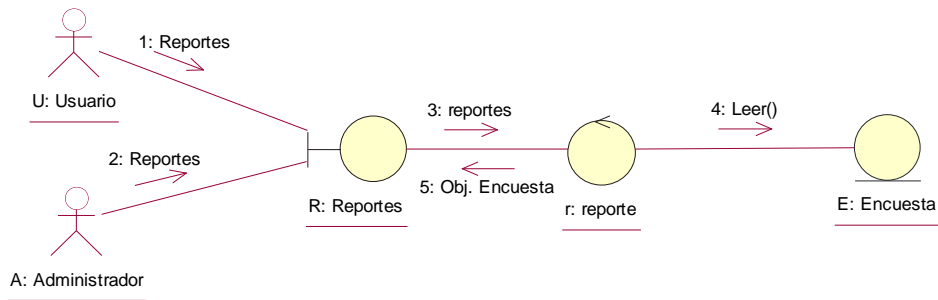 1: Reportes
U: Usuario
2: Reportes
A: Administrador
R: Reportes
3: reportes
5: Obj. Encuesta
r: reporte
4: Leer()
E: Encuesta